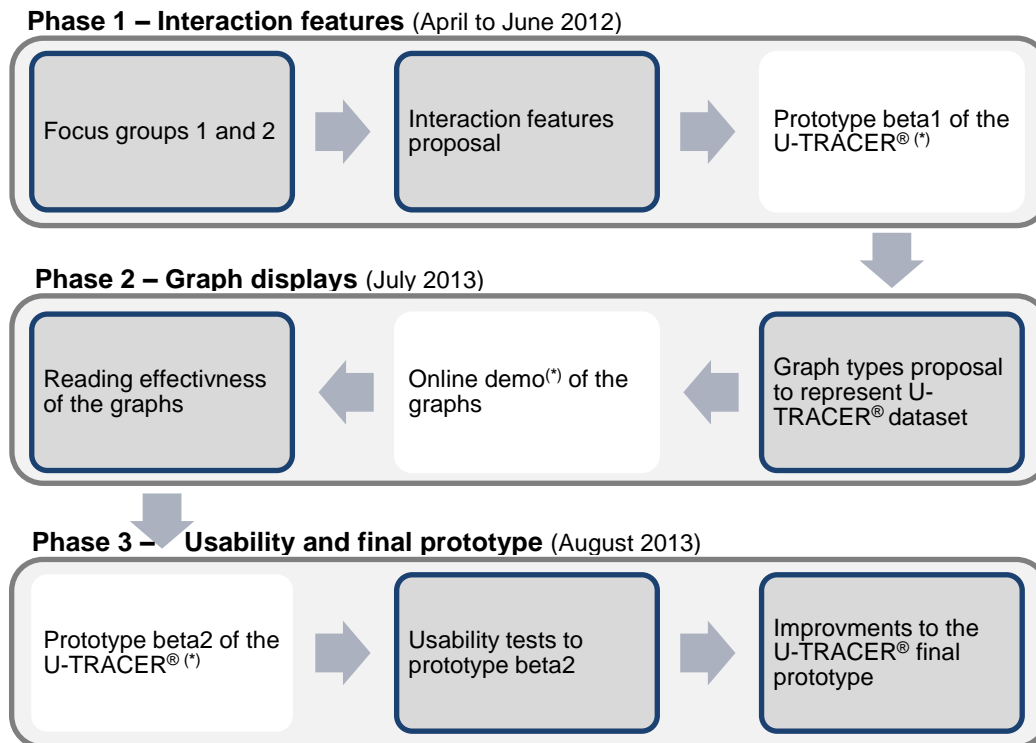 Phase 1 – Interaction features (April to June 2012)
Focus groups 1 and 2
Interaction features
proposal
Prototype beta1 of the
U-TRACER® (*)
Phase 2 – Graph displays (July 2013)
Reading effectivness
of the graphs
Online demo(*) of the
graphs
Graph types proposal
to represent U-
TRACER® dataset
Phase 3 – Usability and final prototype (August 2013)
Prototype beta2 of the
U-TRACER® (*)
Usability tests to
prototype beta2
Improvments to the
U-TRACER® final
prototype